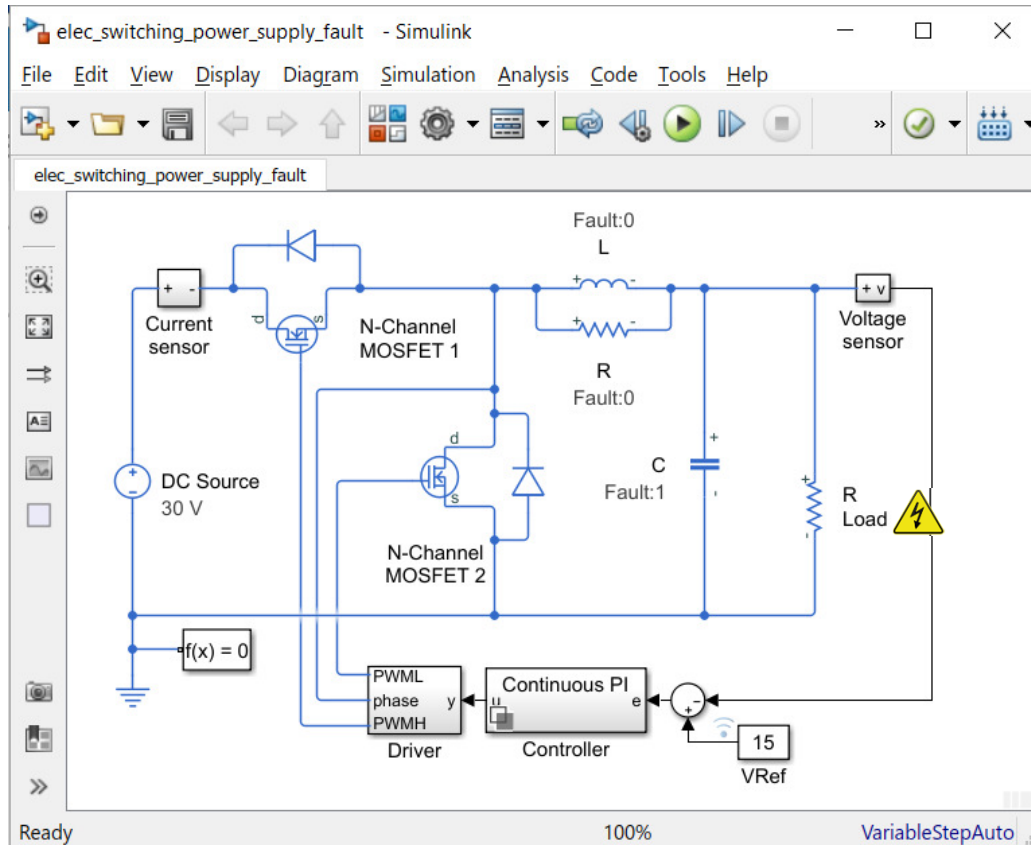 elec_switching_power_supply_fault - Simulink
File Edit View Display Diagram Simulation Analysis Code Tools Help
»
elec_switching_power_supply_fault
Fault:0
L
+ -
+ -
Current
sensor
d
s
N-Channel
MOSFET 1
+ -
R
Fault:0
+ v
Voltage
sensor
DC Source
30 V
+
-
d
s
N-Channel
MOSFET 2
C
Fault:1
+
-
+
-
R
Load
f(x) = 0
PWML
phase
PWMH
y
Driver
Continuous PI
u
e
Controller
-
+
15
VRef
»
Ready
100%
VariableStepAuto